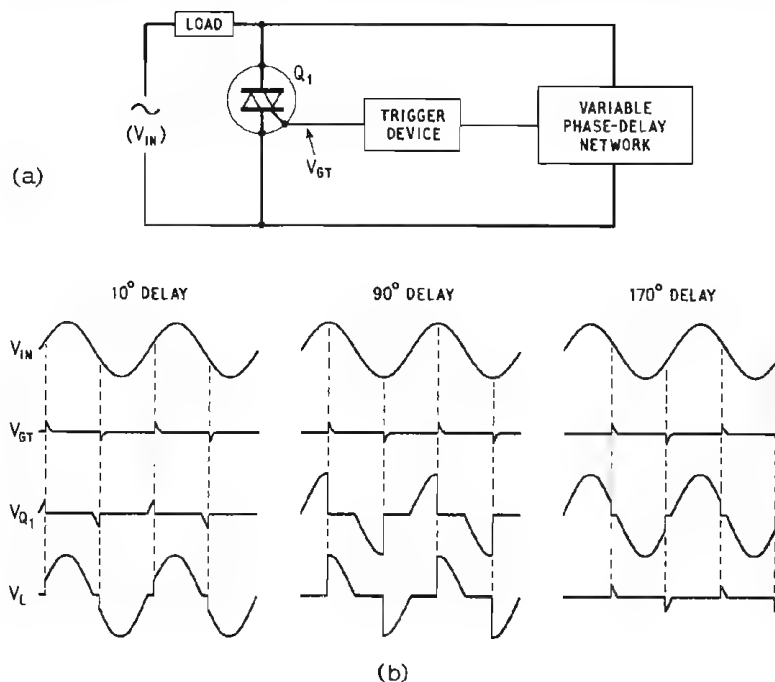 LOAD
Q1
(VIN)
TRIGGER
DEVICE
VARIABLE
PHASE-DELAY
NETWORK
VGT
(a)
10° DELAY
90° DELAY
170° DELAY
VIN
VGT
VQ1
VL
(b)